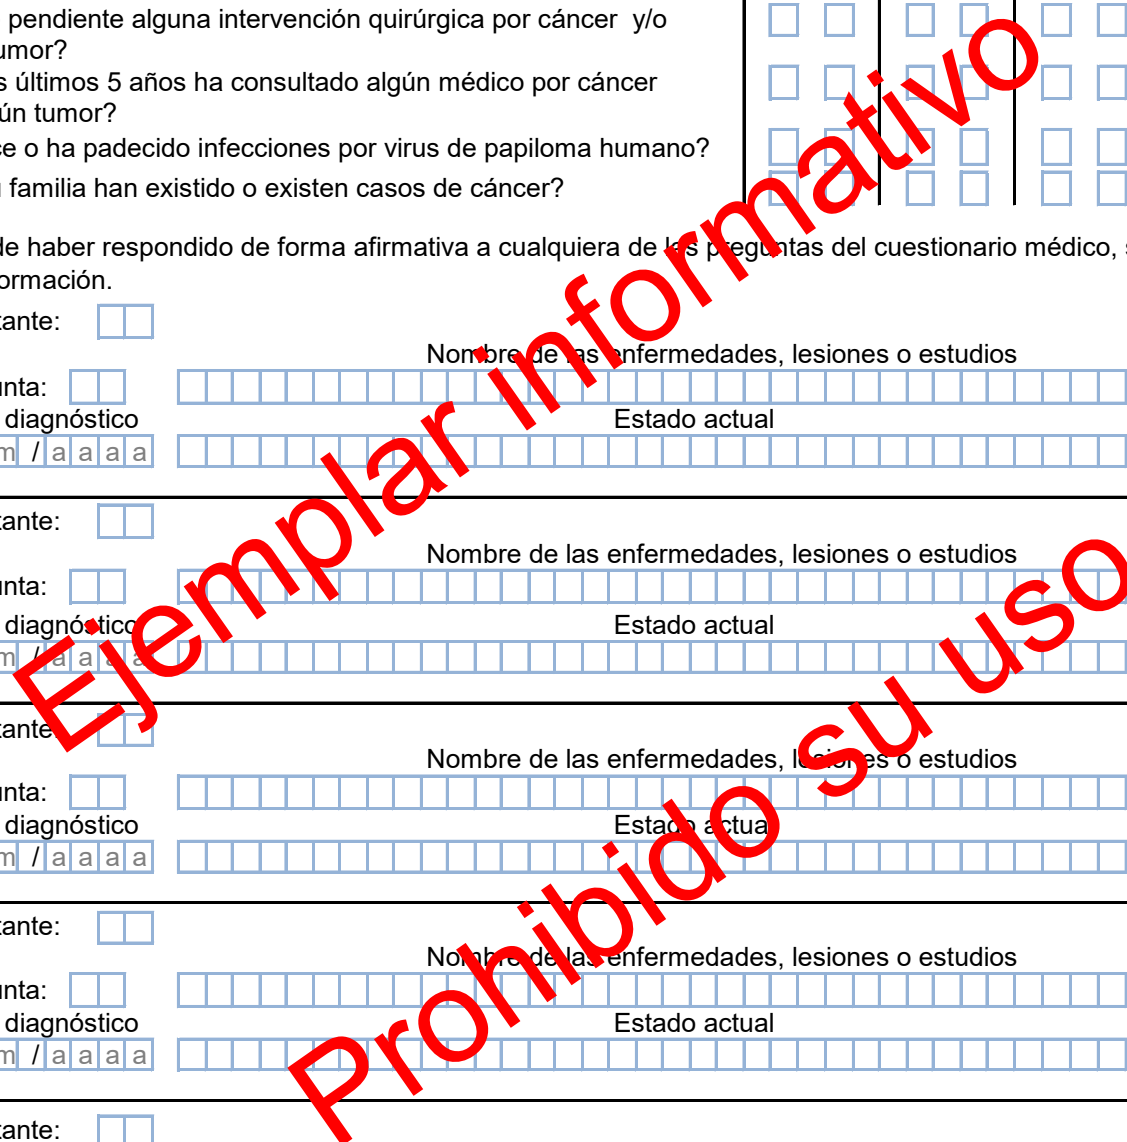 pendiente alguna intervención quirúrgica por cáncer y/o
umor?
s últimos 5 años ha consultado algún médico por cáncer
ún tumor?
ce o ha padecido infecciones por virus de papiloma humano?
familia han existido o existen casos de cáncer?
de haber respondido de forma afirmativa a cualquiera de las preguntas del cuestionario médico, s
ormación.
tante:
Nombre de las enfermedades, lesiones o estudios
unta:
diagnóstico Estado actual
m / a a a a
tante:
Nombre de las enfermedades, lesiones o estudios
unta:
diagnóstico Estado actual
m / a a a a
tante:
Nombre de las enfermedades, lesiones o estudios
unta:
diagnóstico Estado actual
m / a a a a
tante:
Nombre de las enfermedades, lesiones o estudios
unta:
diagnóstico Estado actual
m / a a a a
tante:
Ejemplar informativo
Prohibido su uso